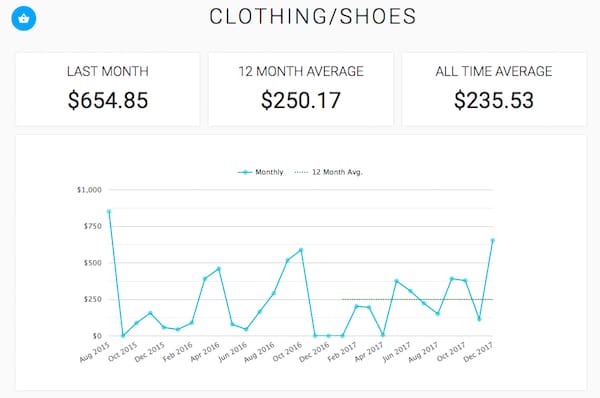 CLOTHING/SHOES
LAST MONTH
$654.85
12 MONTH AVERAGE
$250.17
ALL TIME AVERAGE
$235.53
Monthly
12 Month Avg.
$1,000
$750
$500
$250
$0
Aug 2015
Oct 2015
Dec 2015
Feb 2016
Apr 2016
Jun 2016
Aug 2016
Oct 2016
Dec 2016
Feb 2017
Apr 2017
Jun 2017
Aug 2017
Oct 2017
Dec 2017